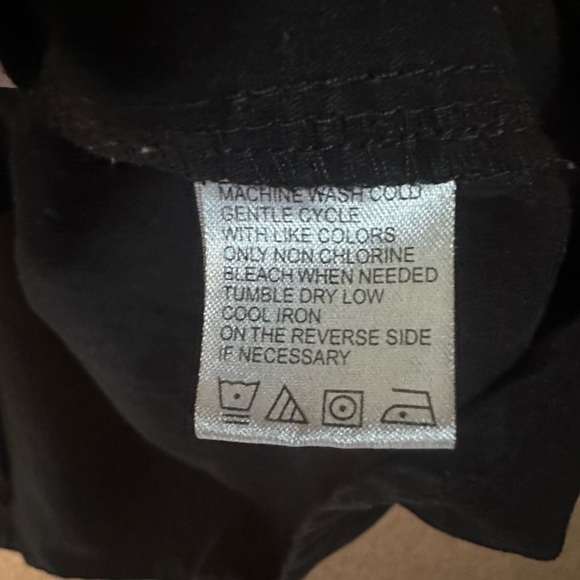 MACHINE WASH COLD
GENTLE CYCLE
WITH LIKE COLORS
ONLY NON CHLORINE
BLEACH WHEN NEEDED
TUMBLE DRY LOW
COOL IRON
ON THE REVERSE SIDE
IF NECESSARY